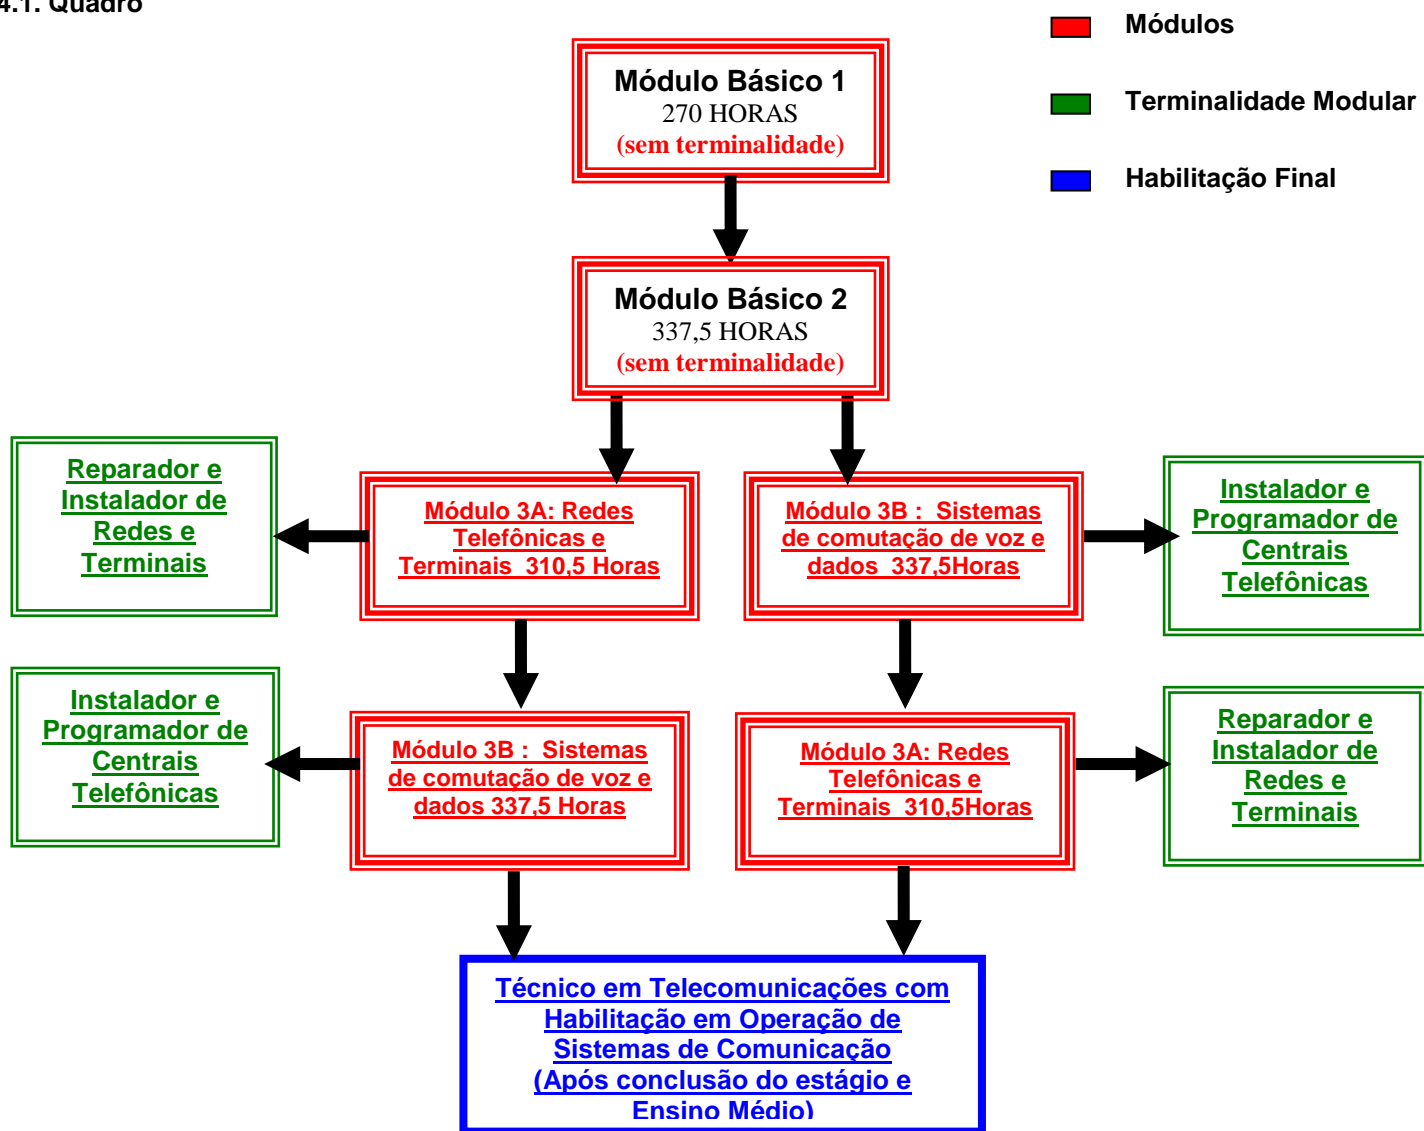 4.1. Quadro
Módulos
Terminalidade Modular
Habilitação Final
Módulo Básico 1
270 HORAS
(sem terminalidade)
Módulo Básico 2
337,5 HORAS
(sem terminalidade)
Reparador e
Instalador de
Redes e
Terminais
Módulo 3A: Redes
Telefônicas e
Terminais 310,5 Horas
Módulo 3B : Sistemas
de comutação de voz e
dados 337,5Horas
Instalador e
Programador de
Centrais
Telefônicas
Instalador e
Programador de
Centrais
Telefônicas
Módulo 3B : Sistemas
de comutação de voz e
dados 337,5 Horas
Módulo 3A: Redes
Telefônicas e
Terminais 310,5Horas
Reparador e
Instalador de
Redes e
Terminais
Técnico em Telecomunicações com
Habilitação em Operação de
Sistemas de Comunicação
(Após conclusão do estágio e
Ensino Médio)